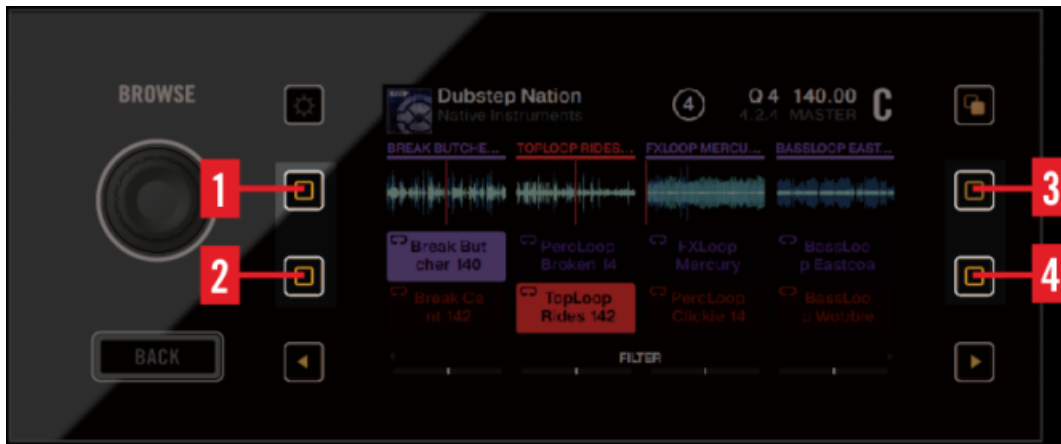 BROWSE
Dubstep Nation
Native Instruments
4
Q 4 140.00
4.2.4 MASTER
C
BREAK BUTCHE...
TOPLOOP RIDES...
FXLOOP MERCU...
BASSLOOP EAST...
1
3
Break But
cher 140
PercLoop
Broken 14
FXLoop
Mercury
BassLoo
p Eastcoa
2
4
Break Ca
nt 142
TopLoop
Rides 142
PercLoop
Clickie 14
BassLoo
p Wobble
BACK
FILTER